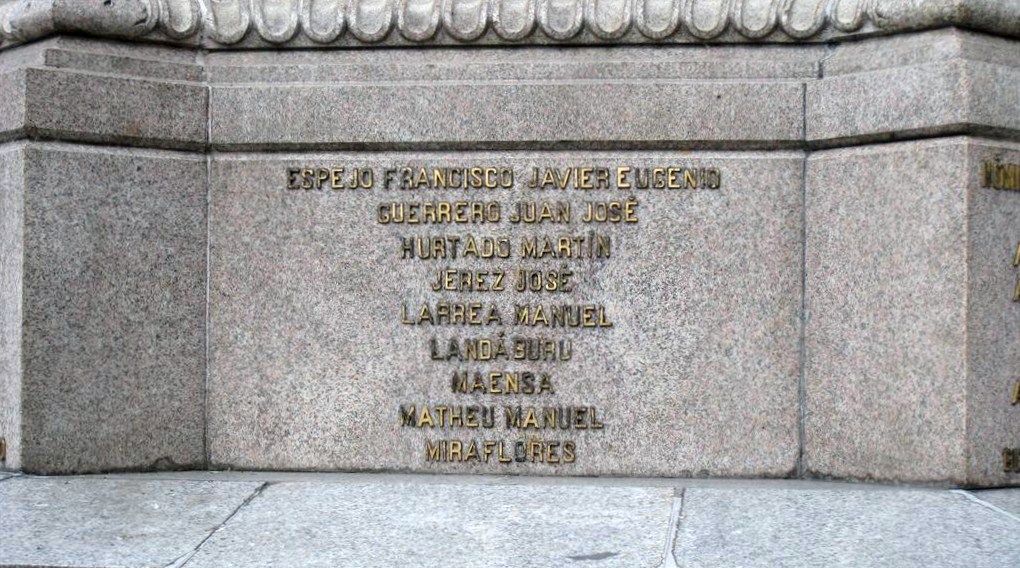 ESPEJO FRANCISCO JAVIER EUGENIO
GUERRERO JUAN JOSÉ
HURTADO MARTÍN
JEREZ JOSÉ
LARREA MANUEL
LANDÁBURU
MAENSA
MATHEU MANUEL
MIRAFLORES